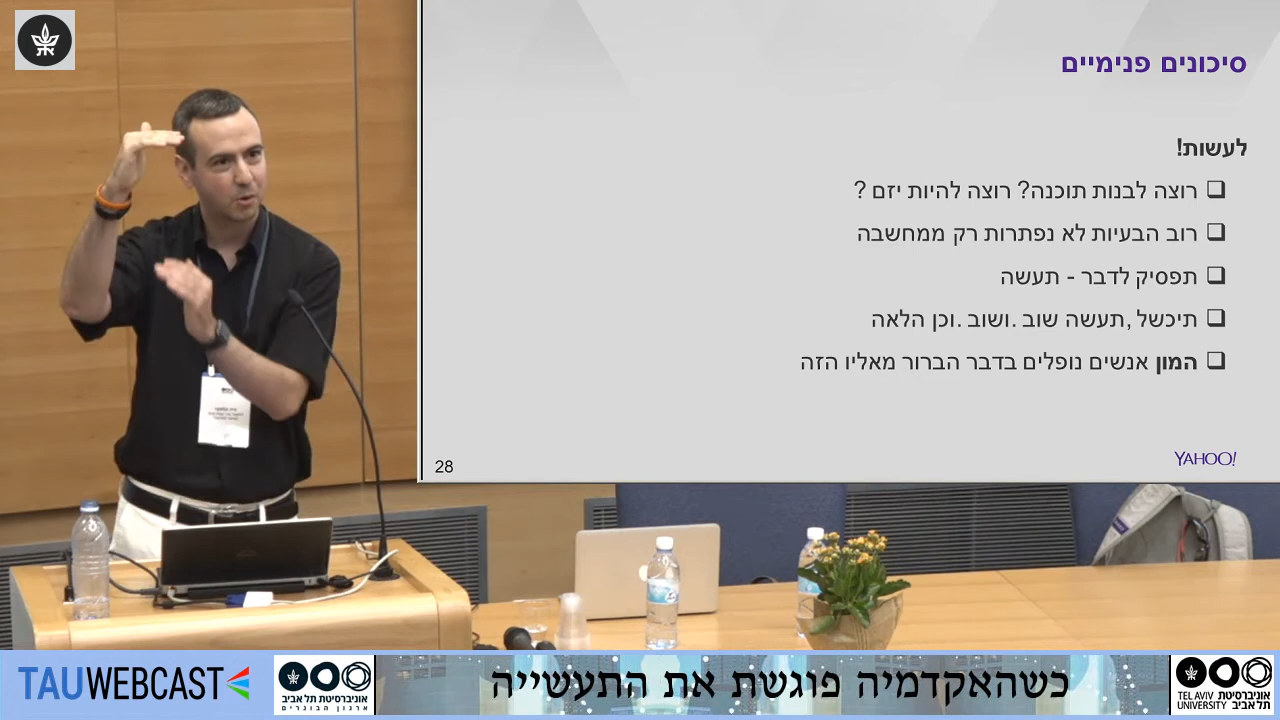 סיכונים פנימיים
לעשות!
רוצה לבנות תוכנה? רוצה להיות יזם ?
רוב הבעיות לא נפתרות רק ממחשבה
תפסיק לדבר - תעשה
תיכשל ,תעשה שוב .ושוב .וכן הלאה
המון אנשים נופלים בדבר הברור מאליו הזה
28
YAHOO!
TAUWEBCAST
אוניברסיטת תל אביב
ארגון הבוגרים
כשהאקדמיה פוגשת את התעשייה
TEL AVIV UNIVERSITY
אוניברסיטת תל אביב